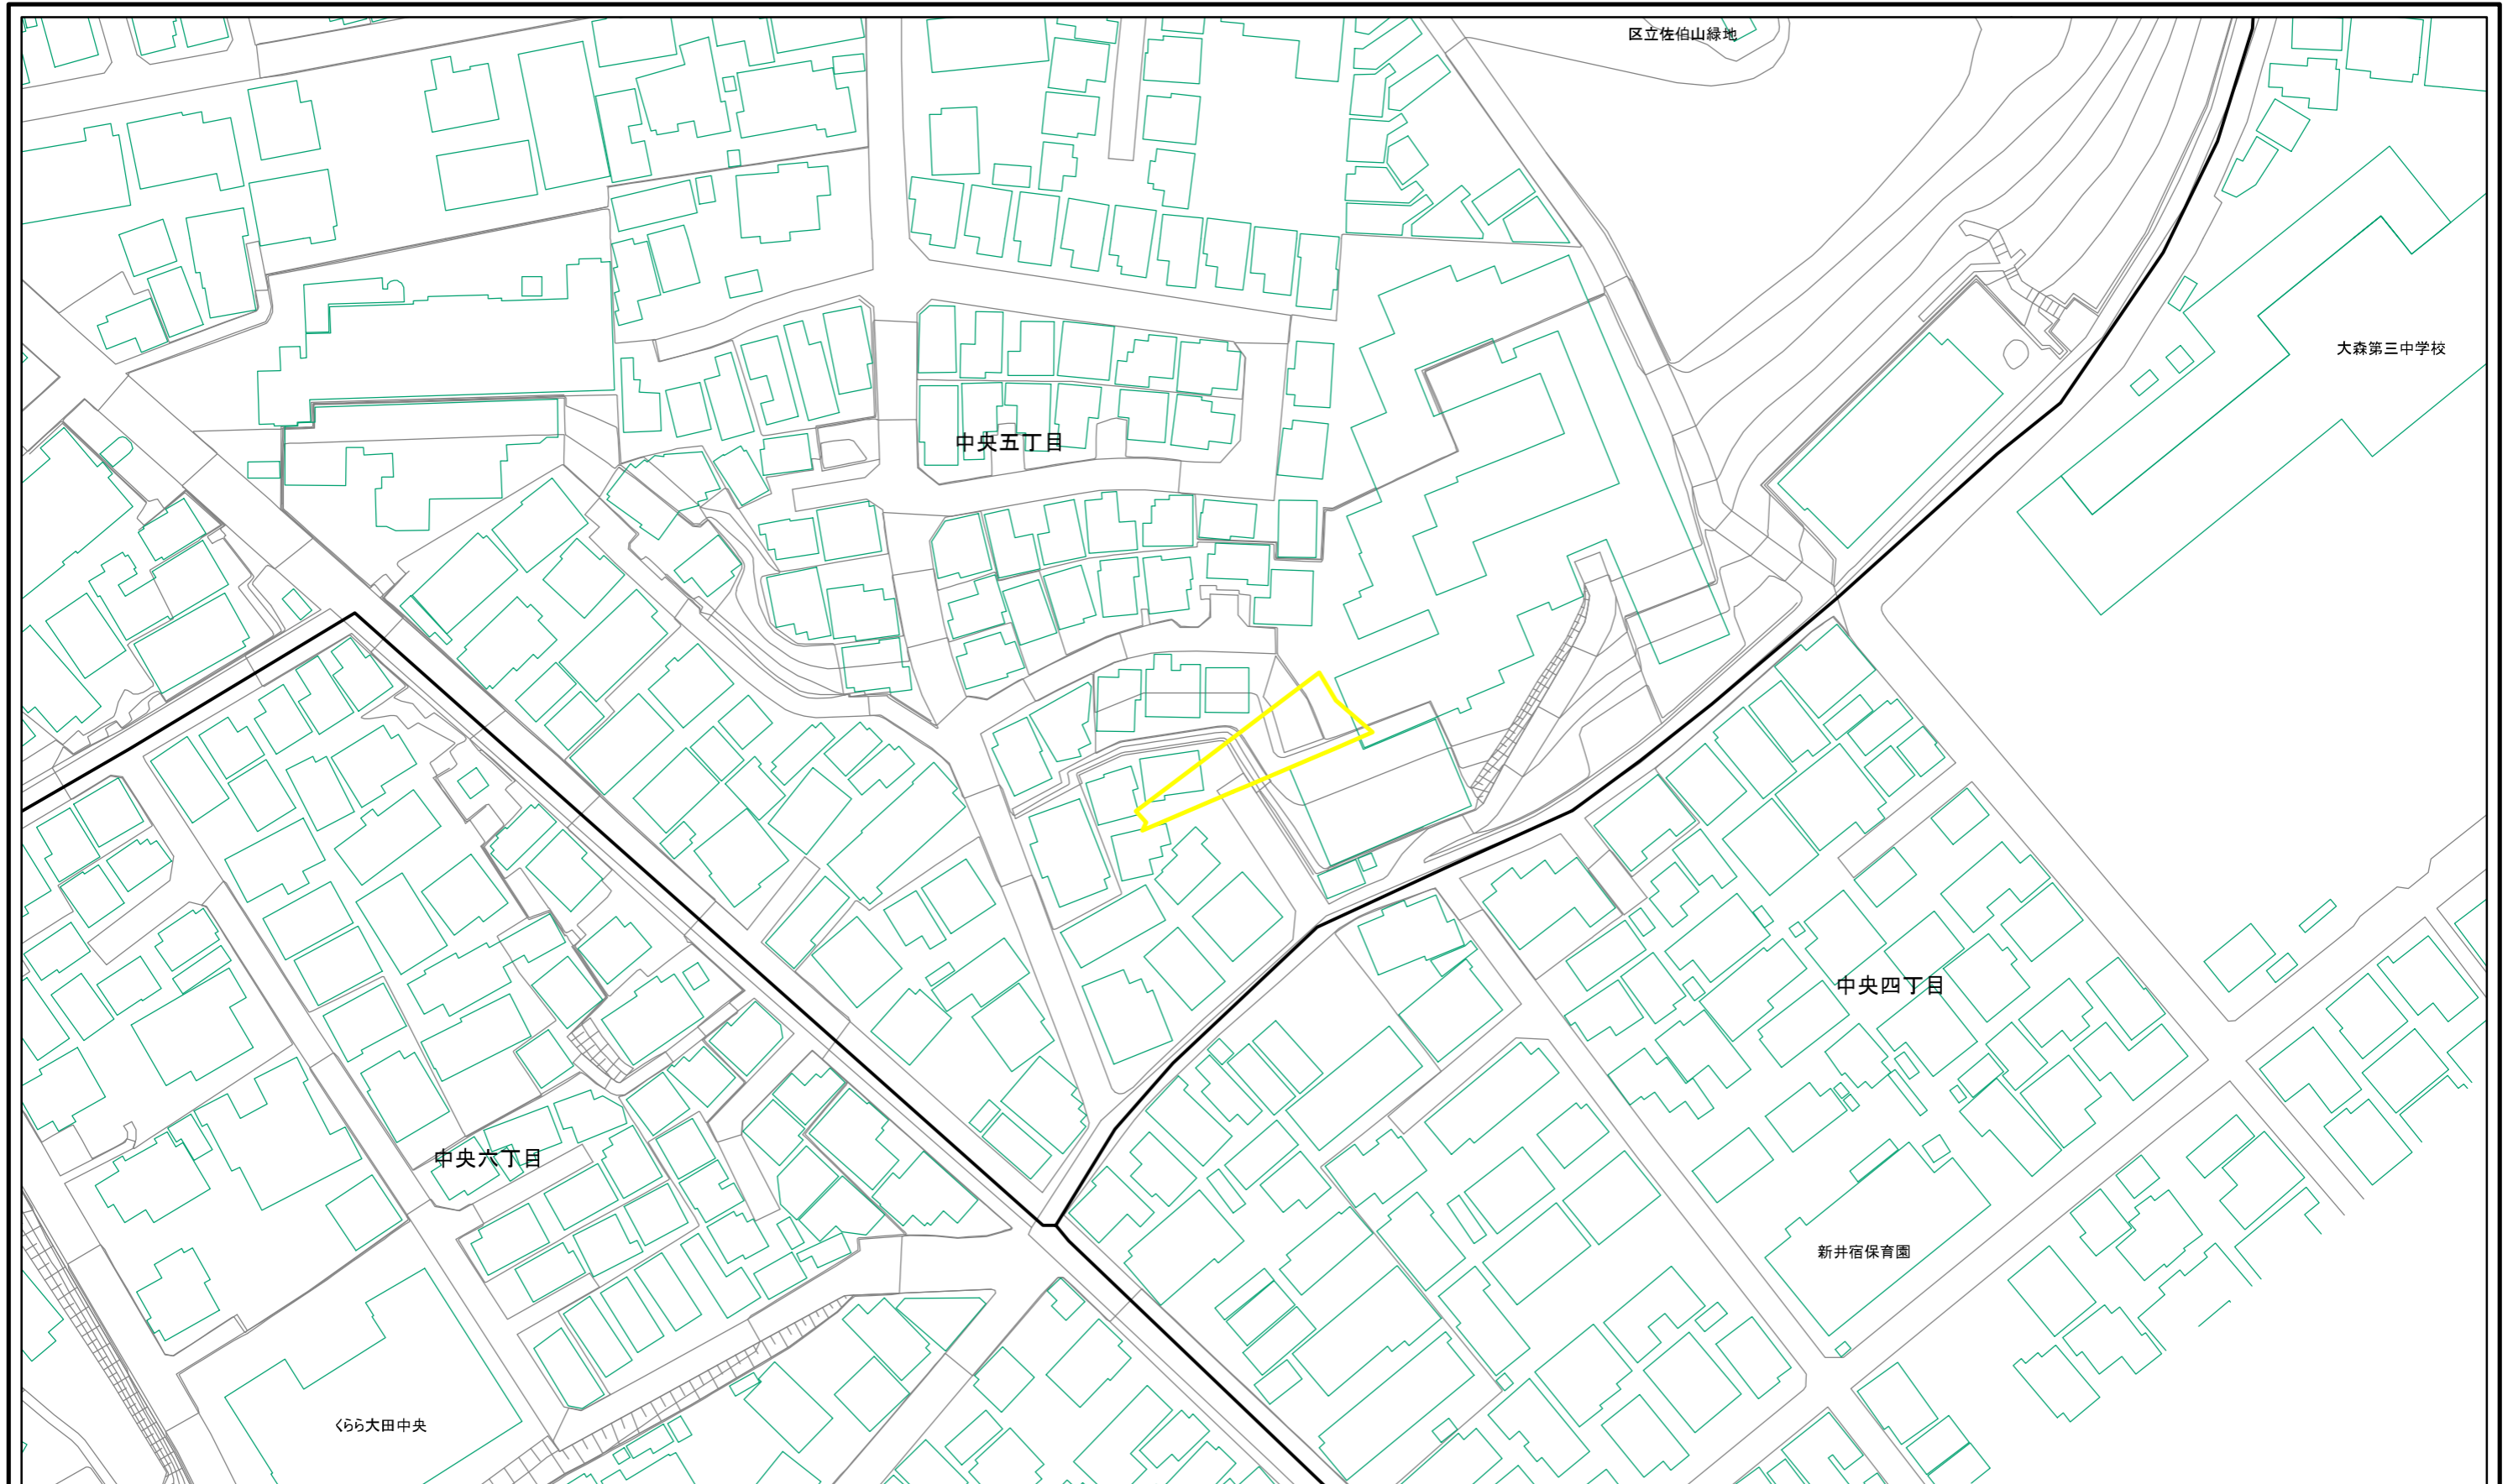 区立佐伯山緑地
大森第三中学校
中央五丁目
中央四丁目
中央六丁目
新井宿保育園
くらら大田中央